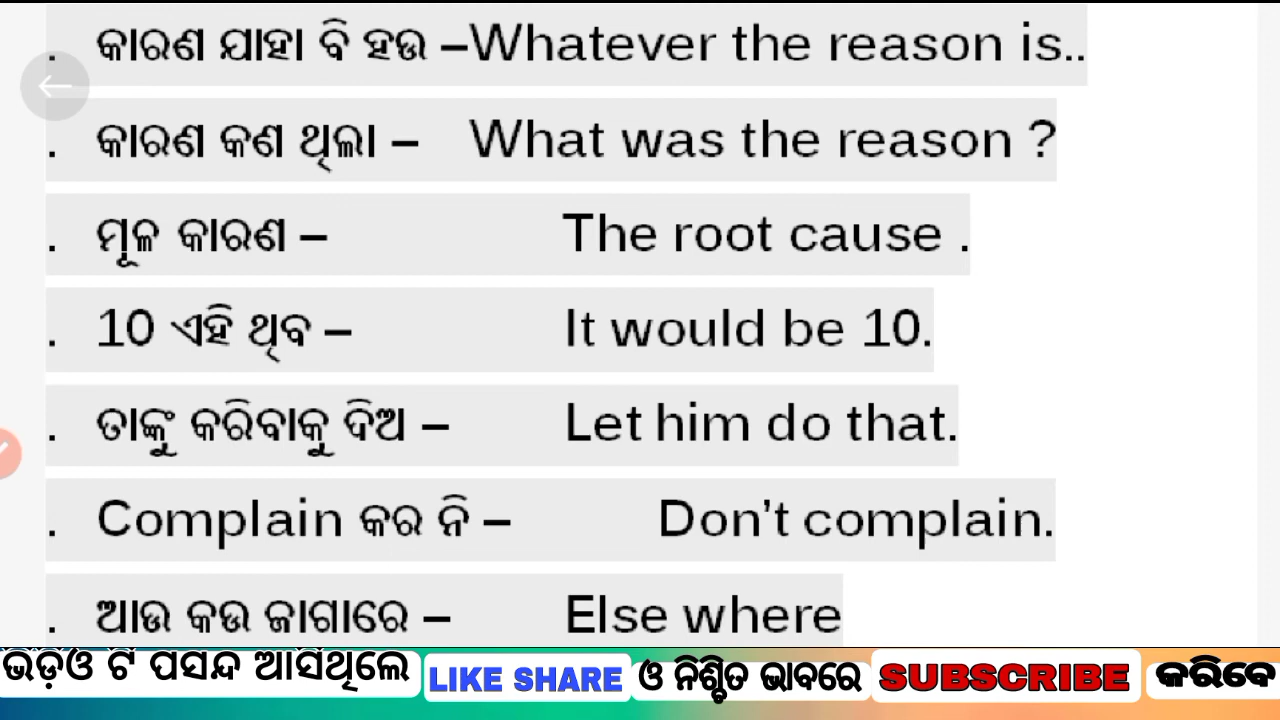 . କାରଣ ଯାହା ବି ହଉ –Whatever the reason is..
. କାରଣ କଣ ଥିଲା – What was the reason ?
. ମୂଳ କାରଣ – The root cause .
. 10 ଏହି ଥିବ – It would be 10.
. ତାଙ୍କୁ କରିବାକୁ ଦିଅ – Let him do that.
. Complain କର ନି – Don't complain.
. ଆଉ କଉ ଜାଗାରେ – Else where
ଭିଡ଼ିଓ ଟି ପସନ୍ଦ ଆସିଥିଲେ LIKE SHARE ଓ ନିଶ୍ଚିତ ଭାବରେ SUBSCRIBE କରିବେ